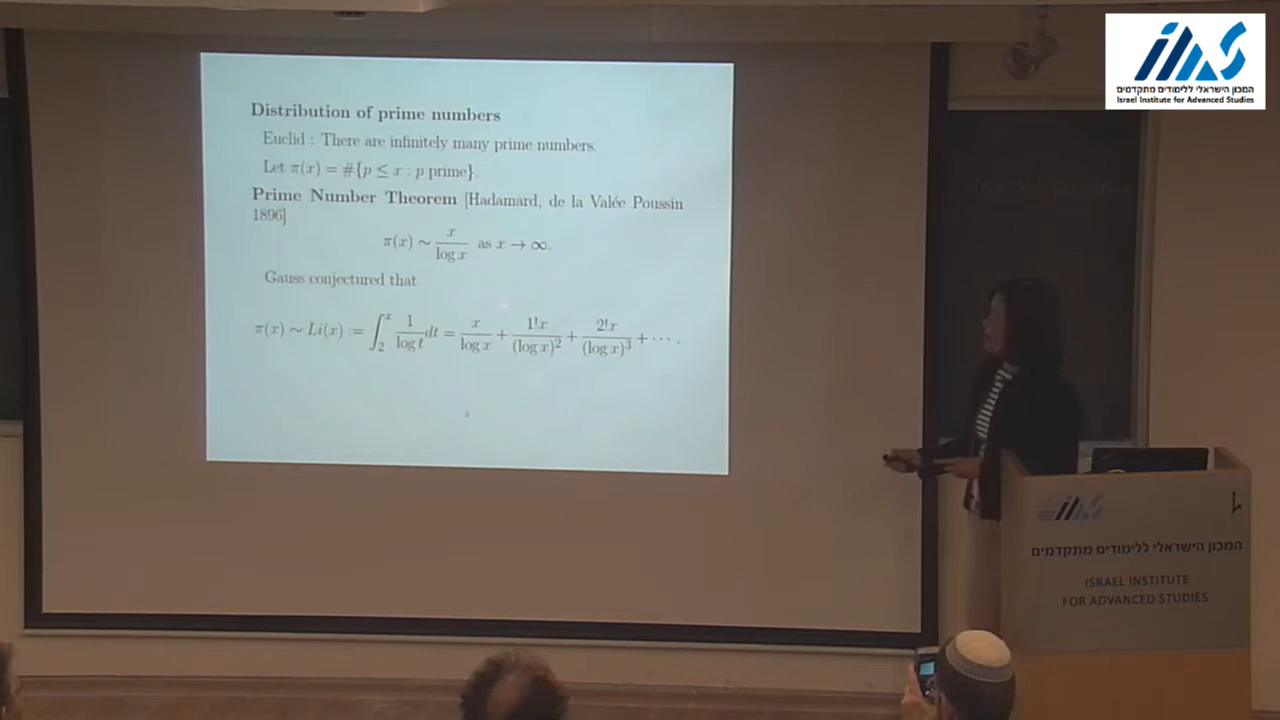 Distribution of prime numbers
Euclid : There are infinitely many prime numbers.
Let π(x) = #{p ≤ x : p prime}.
Prime Number Theorem [Hadamard, de la Valée Poussin
1896]
π(x) ~ x / log x as x → ∞.
Gauss conjectured that
π(x) ~ Li(x) := ∫_2^x 1/log t dt = x/log x + 1!x/(log x)^2 + 2!x/(log x)^3 + ··· .
המכון הישראלי ללימודים מתקדמים
Israel Institute for Advanced Studies
המכון הישראלי ללימודים מתקדמים
ISRAEL INSTITUTE
FOR ADVANCED STUDIES